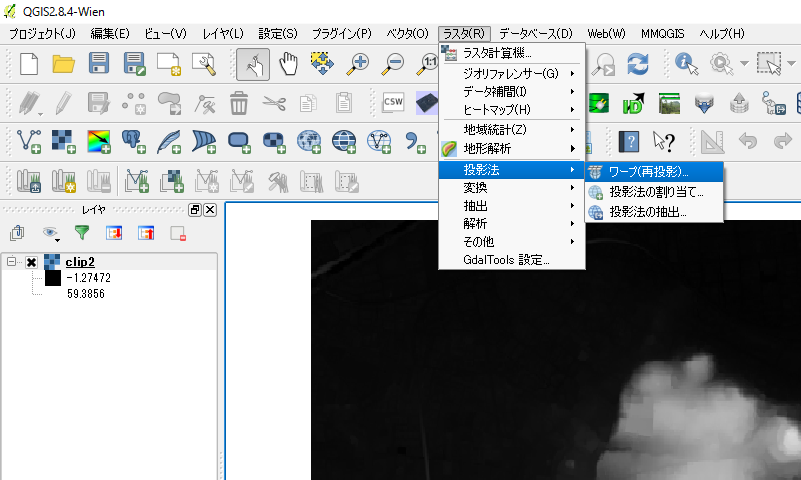 QGIS2.8.4-Wien
プロジェクト(J) 編集(E) ビュー(V) レイヤ(L) 設定(S) プラグイン(P) ベクタ(O) ラスタ(R) データベース(D) Web(W) MMQGIS ヘルプ(H)
ラスタ計算機...
ジオリファレンサー(G)
データ補間(I)
ヒートマップ(H)
地域統計(Z)
地形解析
投影法
変換
抽出
解析
その他
GdalTools 設定...
ワープ(再投影)...
投影法の割り当て...
投影法の抽出...
1:1
CSW
レイヤ
clip2
-1.27472
59.3856